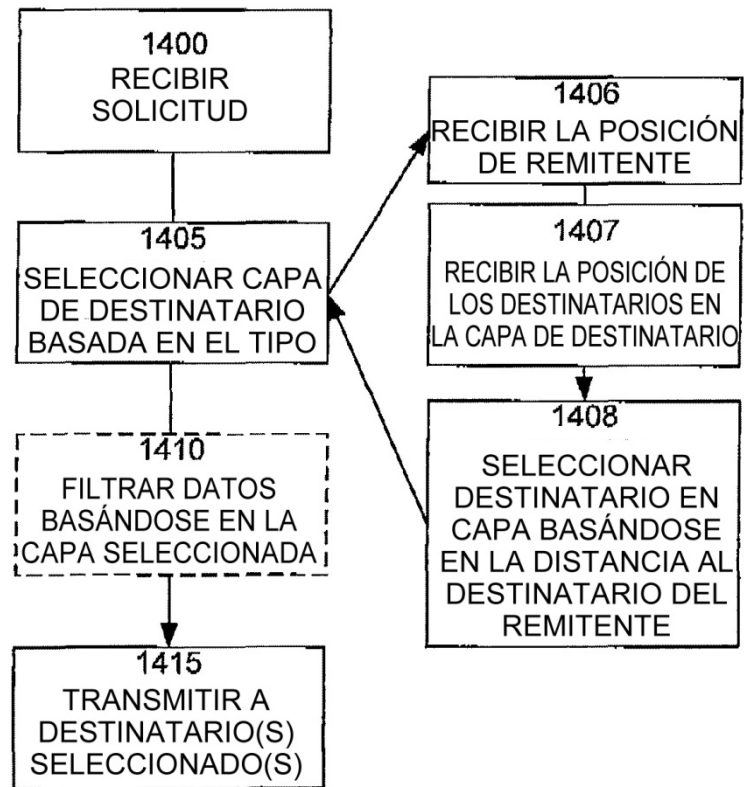 1400
RECIBIR
SOLICITUD
1405
SELECCIONAR CAPA
DE DESTINATARIO
BASADA EN EL TIPO
1406
RECIBIR LA POSICIÓN
DE REMITENTE
1407
RECIBIR LA POSICIÓN DE
LOS DESTINATARIOS EN
LA CAPA DE DESTINATARIO
1408
SELECCIONAR
DESTINATARIO EN
CAPA BASÁNDOSE
EN LA DISTANCIA AL
DESTINATARIO DEL
REMITENTE
1410
FILTRAR DATOS
BASÁNDOSE EN LA
CAPA SELECCIONADA
1415
TRANSMITIR A
DESTINATARIO(S)
SELECCIONADO(S)